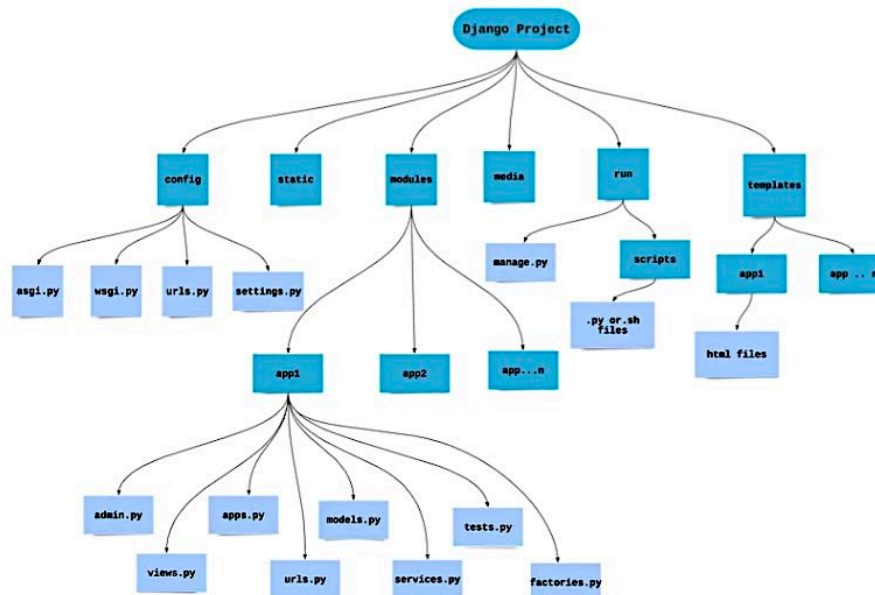 Django Project
config
static
modules
media
run
templates
asgi.py
wsgi.py
urls.py
settings.py
manage.py
scripts
app1
app .. n
.py or.sh
files
html files
app1
app2
app...n
admin.py
apps.py
models.py
tests.py
views.py
urls.py
services.py
factories.py